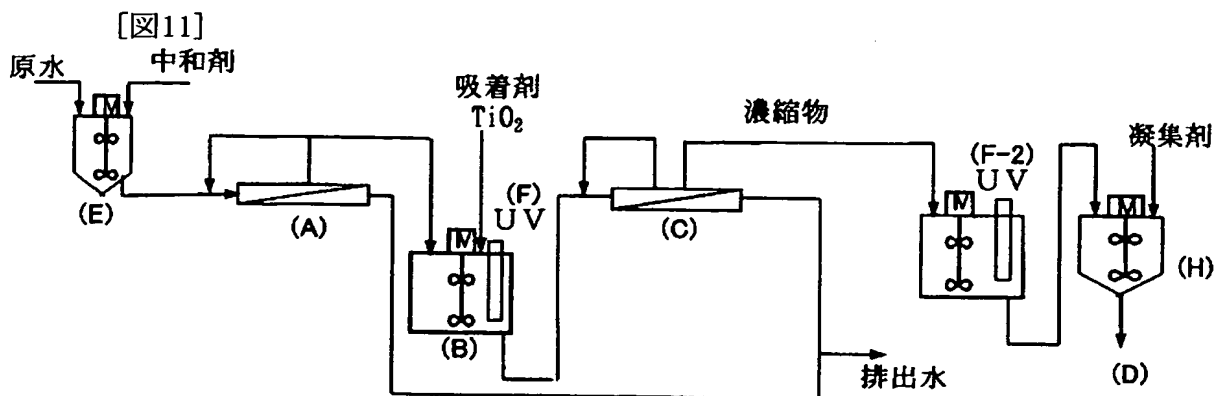 [図11]
原水
中和剤
M
(E)
(A)
吸着剤
TiO₂
(F)
UV
M
(B)
(C)
濃縮物
(F-2)
UV
M
凝集剤
M
(H)
(D)
排出水